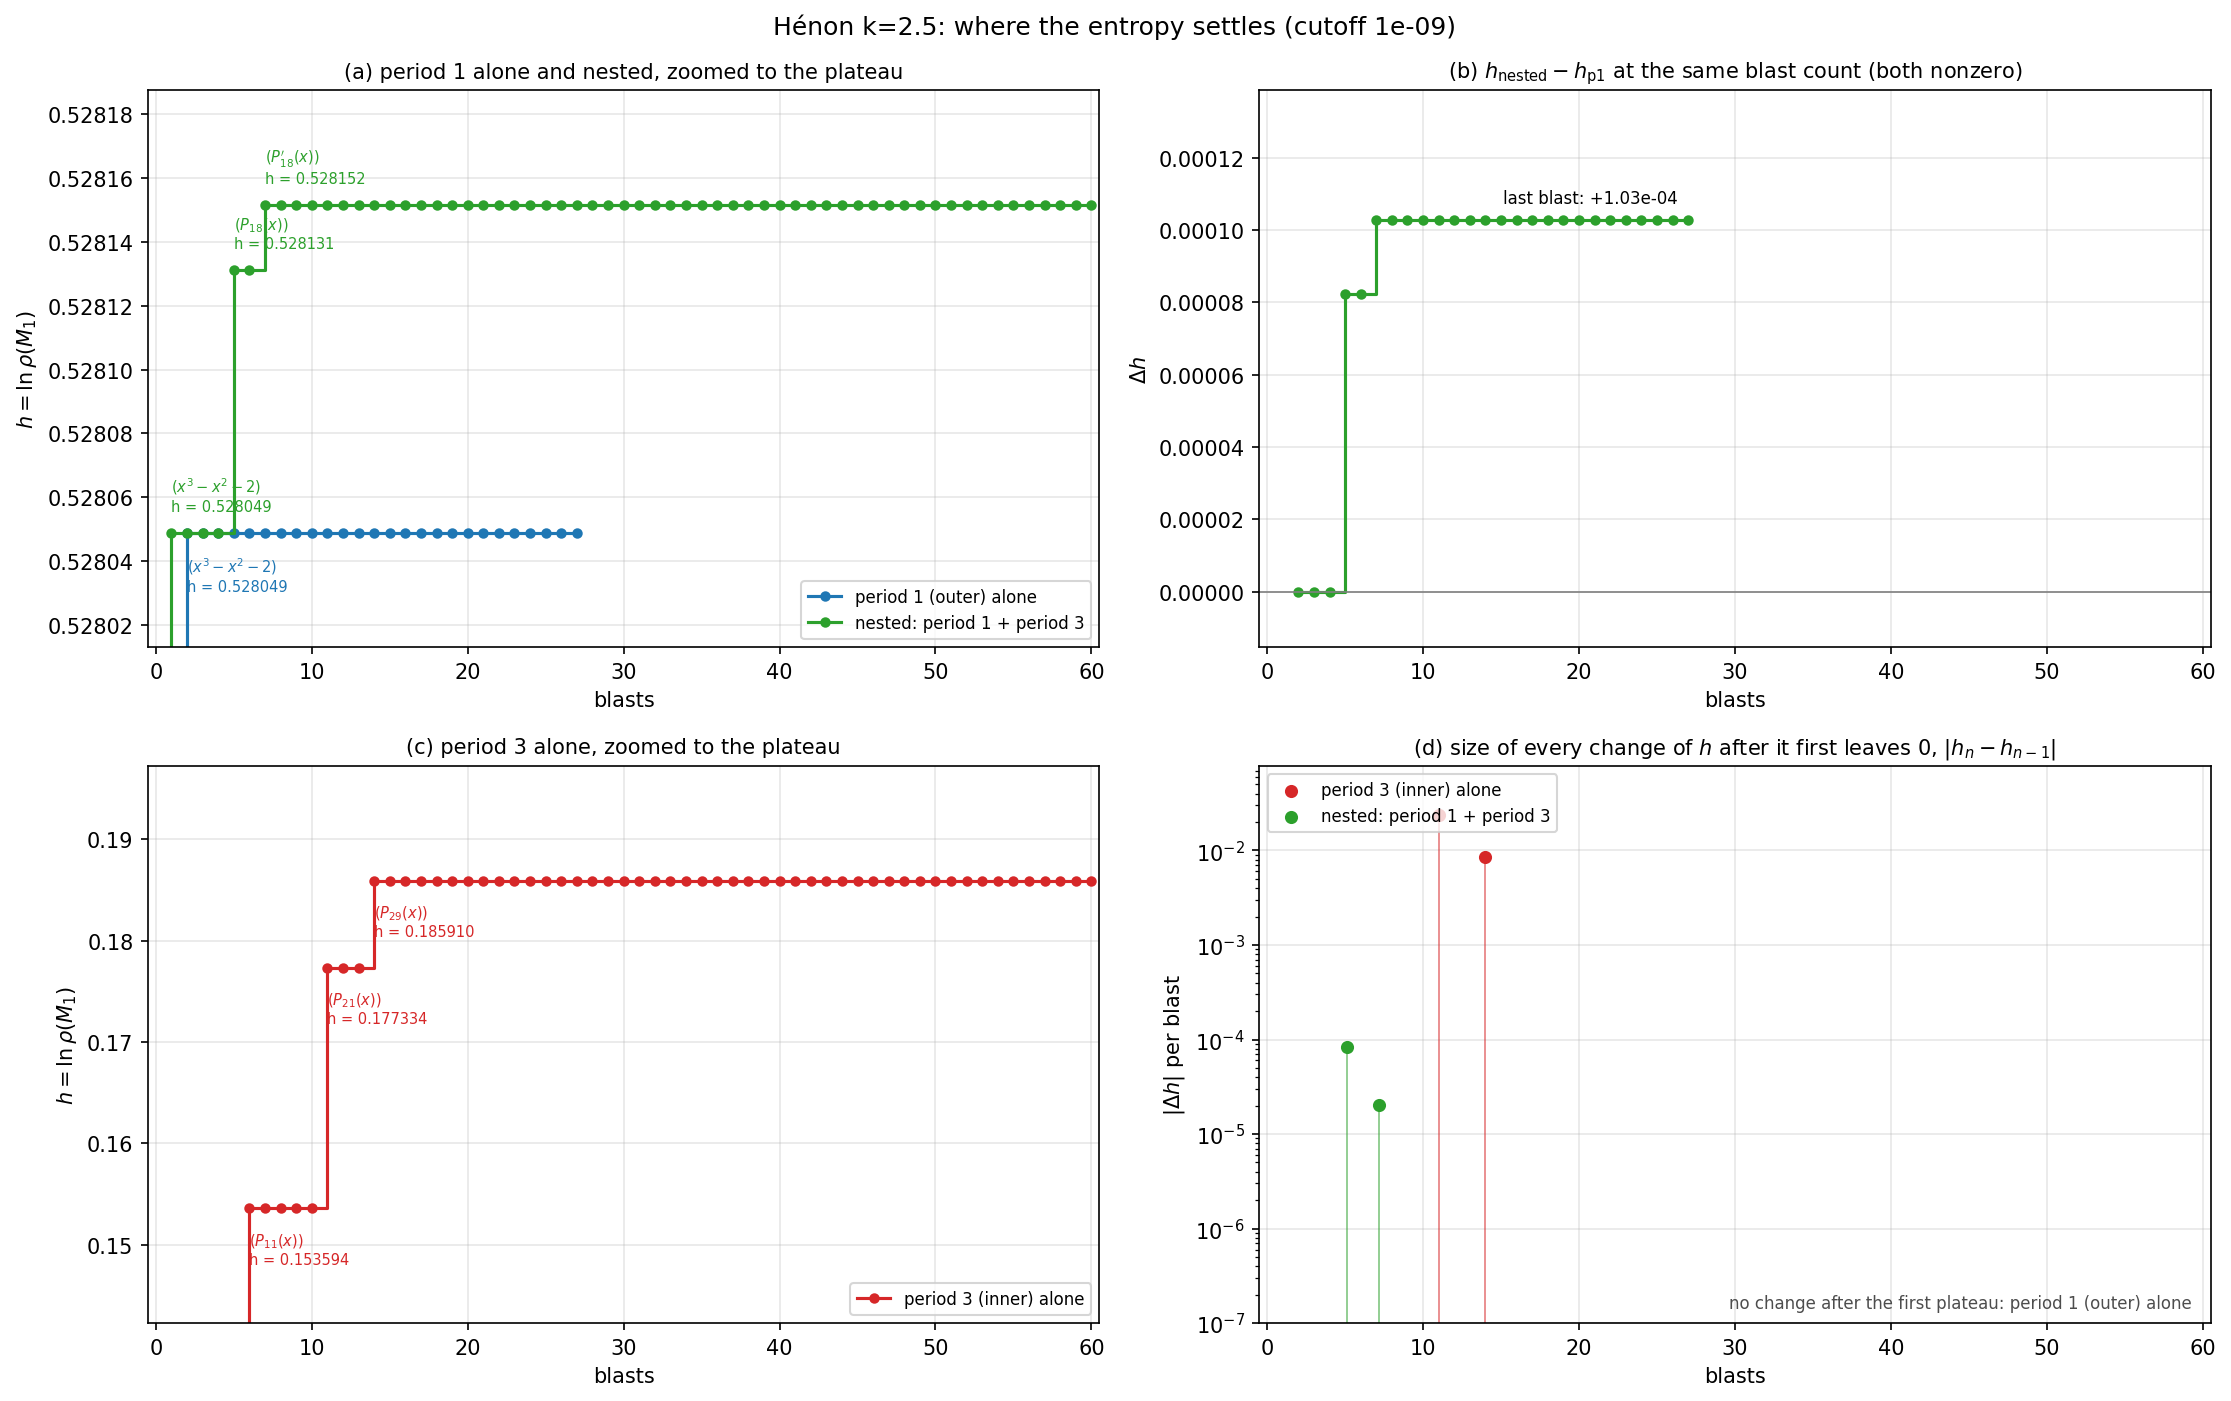 Hénon k=2.5: where the entropy settles (cutoff 1e-09)
(a) period 1 alone and nested, zoomed to the plateau
0.52818
0.52816
0.52814
0.52812
0.52810
0.52808
0.52806
0.52804
0.52802
h = ln ρ(M₁)
(P′₁₈(x))
h = 0.528152
(P₁₈(x))
h = 0.528131
(x³ − x² − 2)
h = 0.528049
(x³ − x² − 2)
h = 0.528049
period 1 (outer) alone
nested: period 1 + period 3
0 10 20 30 40 50 60
blasts
(b) h_nested − h_p1 at the same blast count (both nonzero)
0.00012
0.00010
0.00008
0.00006
0.00004
0.00002
0.00000
Δh
last blast: +1.03e-04
0 10 20 30 40 50 60
blasts
(c) period 3 alone, zoomed to the plateau
0.19
0.18
0.17
0.16
0.15
h = ln ρ(M₁)
(P₂₉(x))
h = 0.185910
(P₂₁(x))
h = 0.177334
(P₁₁(x))
h = 0.153594
period 3 (inner) alone
0 10 20 30 40 50 60
blasts
(d) size of every change of h after it first leaves 0, |hₙ − hₙ₋₁|
period 3 (inner) alone
nested: period 1 + period 3
10⁻²
10⁻³
10⁻⁴
10⁻⁵
10⁻⁶
10⁻⁷
|Δh| per blast
no change after the first plateau: period 1 (outer) alone
0 10 20 30 40 50 60
blasts